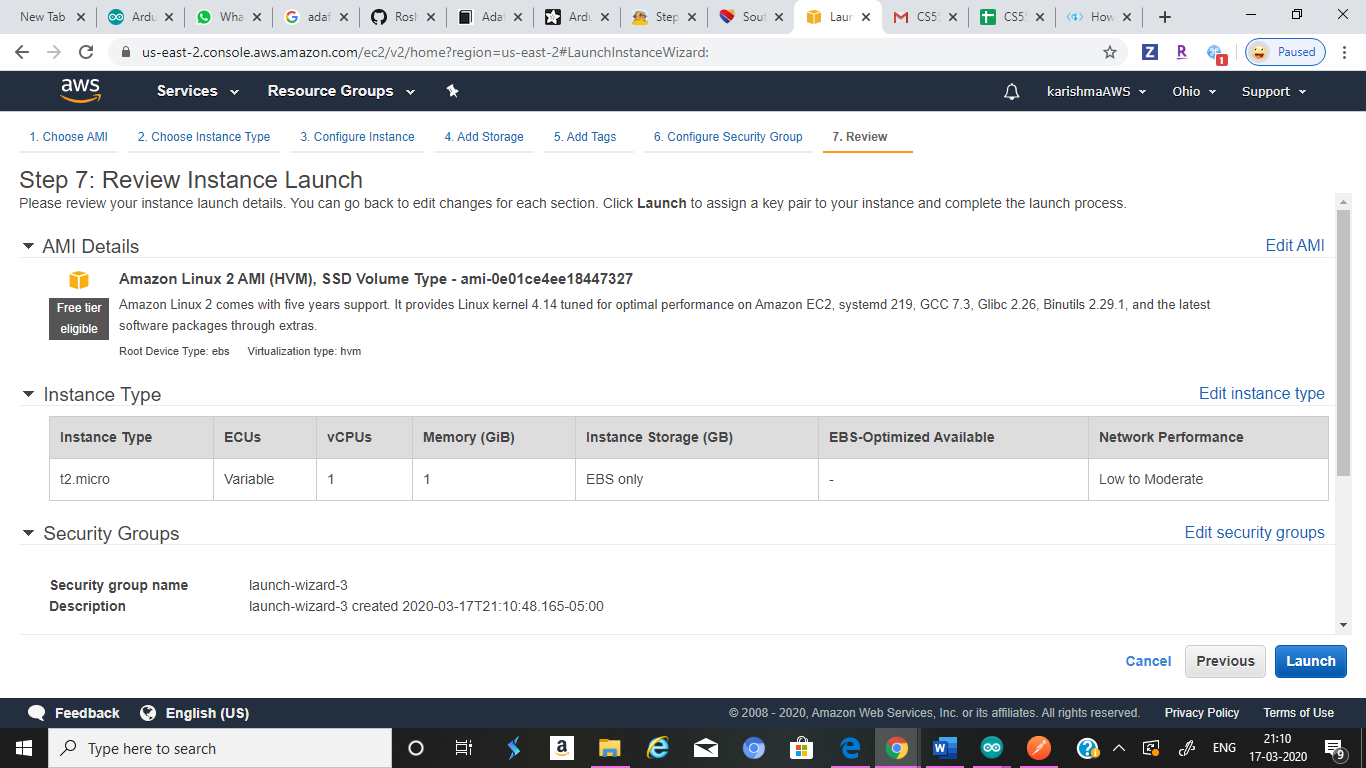 New Tab
Ardu
Wha
adaf
Rosh
Adaf
Ardu
Step
Sout
Laun
CS55
CS55
How
us-east-2.console.aws.amazon.com/ec2/v2/home?region=us-east-2#LaunchInstanceWizard:
Z
R
1
Paused
aws
Services
Resource Groups
karishmaAWS
Ohio
Support
1. Choose AMI
2. Choose Instance Type
3. Configure Instance
4. Add Storage
5. Add Tags
6. Configure Security Group
7. Review
Step 7: Review Instance Launch
Please review your instance launch details. You can go back to edit changes for each section. Click Launch to assign a key pair to your instance and complete the launch process.
AMI Details
Edit AMI
Free tier
eligible
Amazon Linux 2 AMI (HVM), SSD Volume Type - ami-0e01ce4ee18447327
Amazon Linux 2 comes with five years support. It provides Linux kernel 4.14 tuned for optimal performance on Amazon EC2, systemd 219, GCC 7.3, Glibc 2.26, Binutils 2.29.1, and the latest
software packages through extras.
Root Device Type: ebs Virtualization type: hvm
Instance Type
Edit instance type
Instance Type ECUs vCPUs Memory (GiB) Instance Storage (GB) EBS-Optimized Available Network Performance
t2.micro Variable 1 1 EBS only - Low to Moderate
Security Groups
Edit security groups
Security group name launch-wizard-3
Description launch-wizard-3 created 2020-03-17T21:10:48.165-05:00
Cancel
Previous
Launch
Feedback
English (US)
© 2008 - 2020, Amazon Web Services, Inc. or its affiliates. All rights reserved.
Privacy Policy
Terms of Use
Type here to search
ENG
21:10
17-03-2020
9